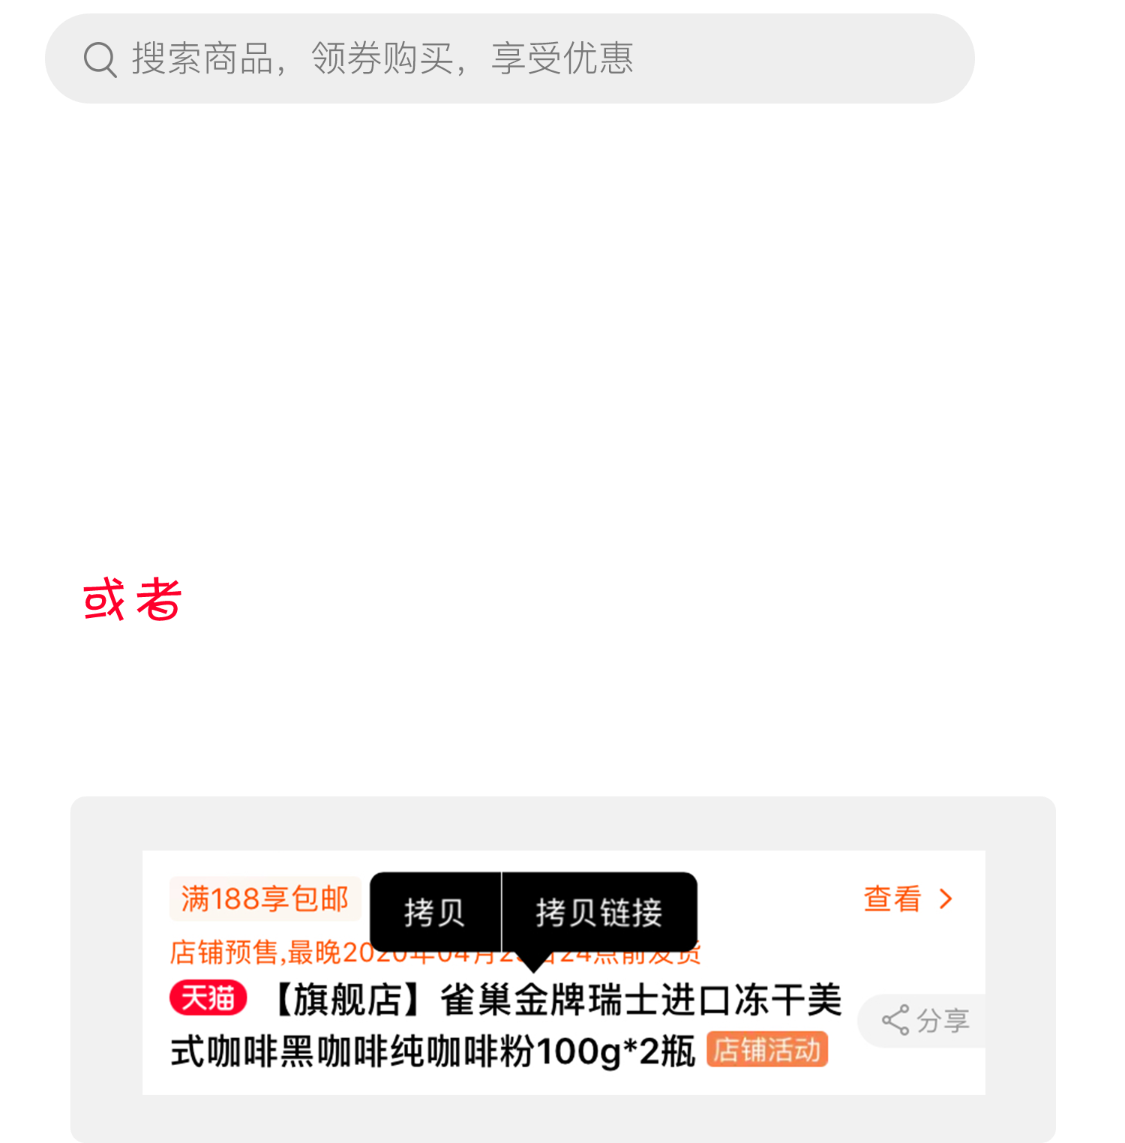 搜索商品，领券购买，享受优惠
或者
满188享包邮
拷贝
拷贝链接
查看
店铺预售,最晚2020年04月
24点前发货
天猫 【旗舰店】雀巢金牌瑞士进口冻干美
分享
式咖啡黑咖啡纯咖啡粉100g*2瓶 店铺活动